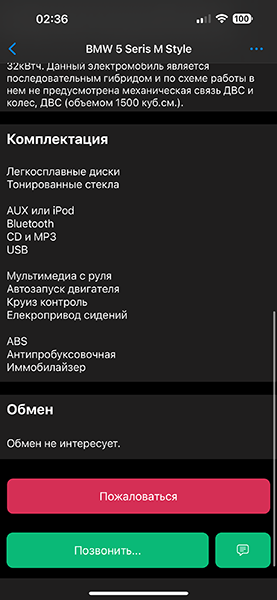 02:36
100
BMW 5 Seris M Style
32кВтч. Данный электромобиль является
последовательным гибридом и по схеме работы в
нем не предусмотрена механическая связь ДВС и
колес, ДВС (объемом 1500 куб.см.).
Комплектация
Легкосплавные диски
Тонированные стекла
AUX или iPod
Bluetooth
CD и MP3
USB
Мультимедиа с руля
Автозапуск двигателя
Круиз контроль
Елекропривод сидений
ABS
Антипробуксовочная
Иммобилайзер
Обмен
Обмен не интересует.
Пожаловаться
Позвонить...